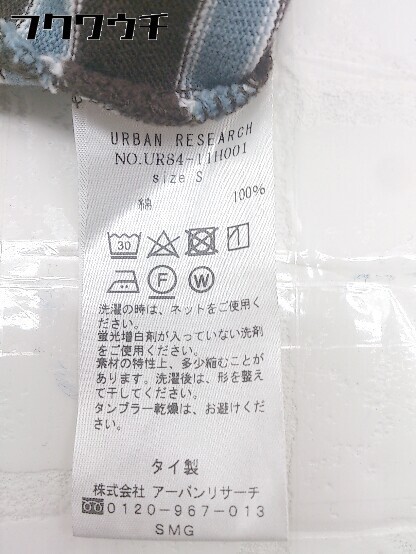 フクワウチ
URBAN RESEARCH
NO.UR84-11H001
size S
綿 100%
30
F W
洗濯の時は、ネットをご使用く
ださい。
蛍光増白剤が入っていない洗剤
をご使用ください。
素材の特性上、多少縮むことが
あります。洗濯後は、形を整え
て干してください。
タンブラー乾燥は、お避けくだ
さい。
タイ製
株式会社 アーバンリサーチ
0120-967-013
SMG